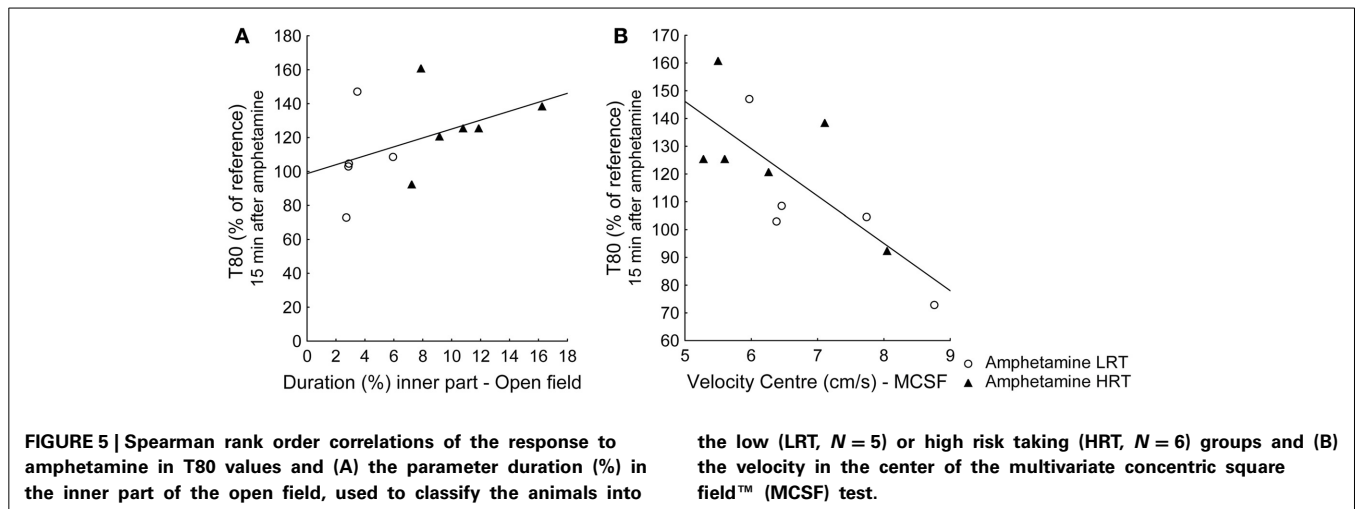 A
180
160
140
120
100
80
60
40
20
0
0 2 4 6 8 10 12 14 16 18
T80 (% of reference)
15 min after amphetamine
Duration (%) inner part - Open field
B
170
160
150
140
130
120
110
100
90
80
70
60
5 6 7 8 9
T80 (% of reference)
15 min after amphetamine
Velocity Centre (cm/s) - MCSF
Amphetamine LRT
Amphetamine HRT
FIGURE 5 | Spearman rank order correlations of the response to
amphetamine in T80 values and (A) the parameter duration (%) in
the inner part of the open field, used to classify the animals into
the low (LRT, N = 5) or high risk taking (HRT, N = 6) groups and (B)
the velocity in the center of the multivariate concentric square
field™ (MCSF) test.